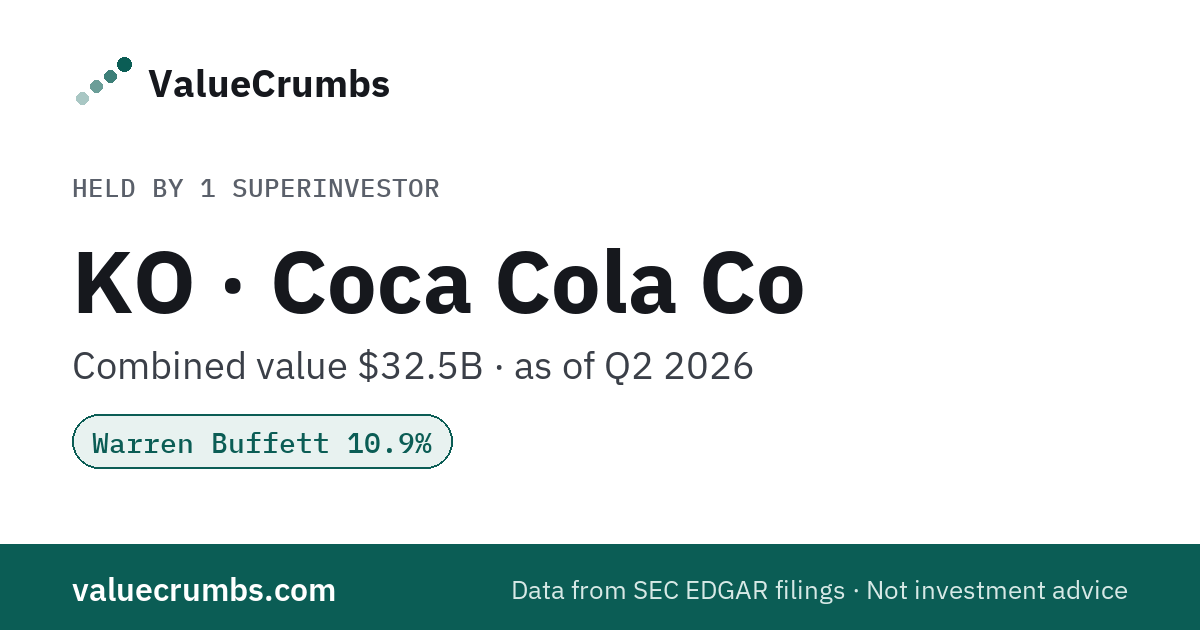 ValueCrumbs
HELD BY 1 SUPERINVESTOR
KO · Coca Cola Co
Combined value $32.5B · as of Q2 2026
Warren Buffett 10.9%
valuecrumbs.com
Data from SEC EDGAR filings · Not investment advice